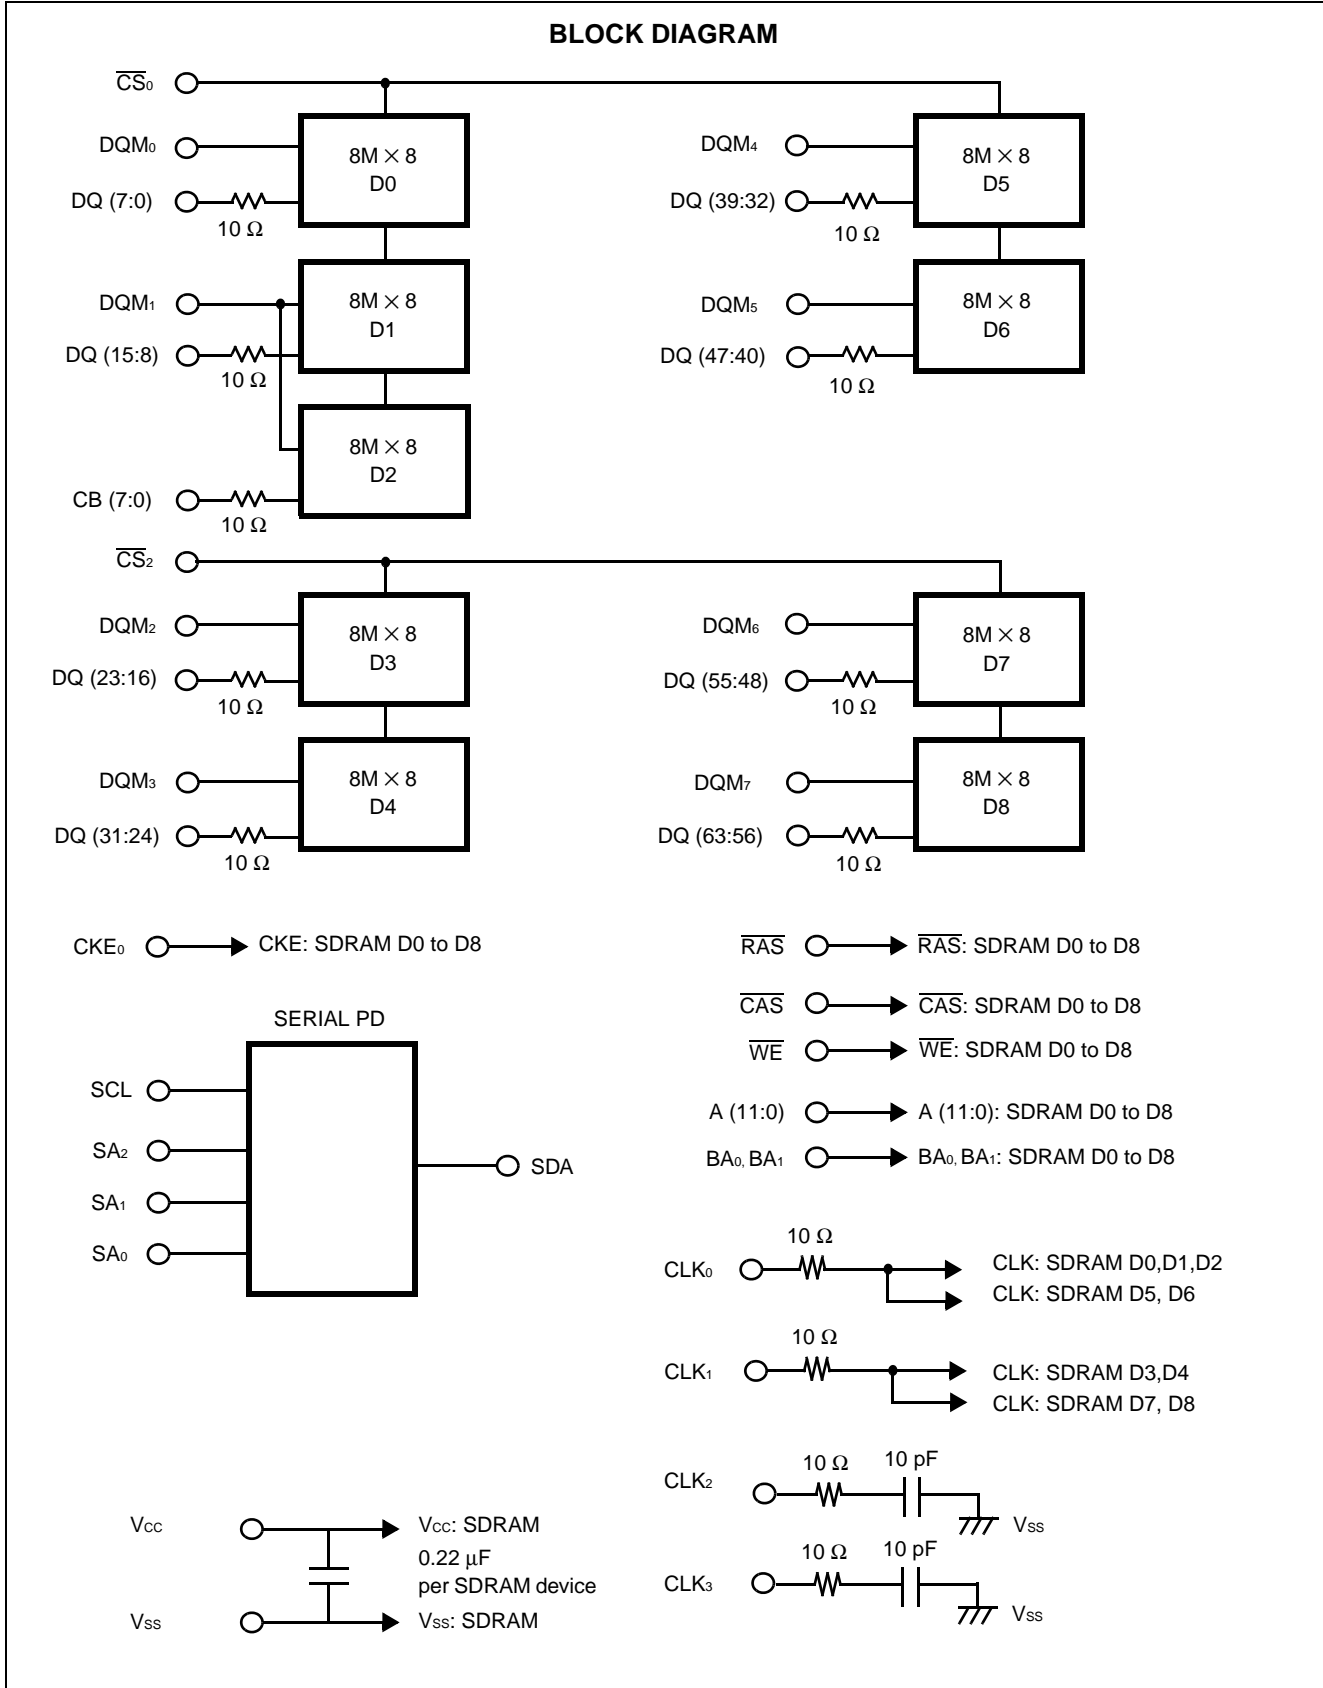 BLOCK DIAGRAM
CS0
DQM0
8M × 8
D0
DQ (7:0)
10 Ω
DQM4
8M × 8
D5
DQ (39:32)
10 Ω
DQM1
8M × 8
D1
DQ (15:8)
10 Ω
DQM5
8M × 8
D6
DQ (47:40)
10 Ω
8M × 8
D2
CB (7:0)
10 Ω
CS2
DQM2
8M × 8
D3
DQ (23:16)
10 Ω
DQM6
8M × 8
D7
DQ (55:48)
10 Ω
DQM3
8M × 8
D4
DQ (31:24)
10 Ω
DQM7
8M × 8
D8
DQ (63:56)
10 Ω
CKE0
CKE: SDRAM D0 to D8
RAS
RAS: SDRAM D0 to D8
CAS
CAS: SDRAM D0 to D8
WE
WE: SDRAM D0 to D8
A (11:0)
A (11:0): SDRAM D0 to D8
BA0, BA1
BA0, BA1: SDRAM D0 to D8
SERIAL PD
SCL
SA2
SA1
SA0
SDA
10 Ω
CLK0
CLK: SDRAM D0,D1,D2
CLK: SDRAM D5, D6
10 Ω
CLK1
CLK: SDRAM D3,D4
CLK: SDRAM D7, D8
CLK2
10 Ω
10 pF
VSS
CLK3
10 Ω
10 pF
VSS
VCC
VCC: SDRAM
0.22 μF
per SDRAM device
VSS
VSS: SDRAM